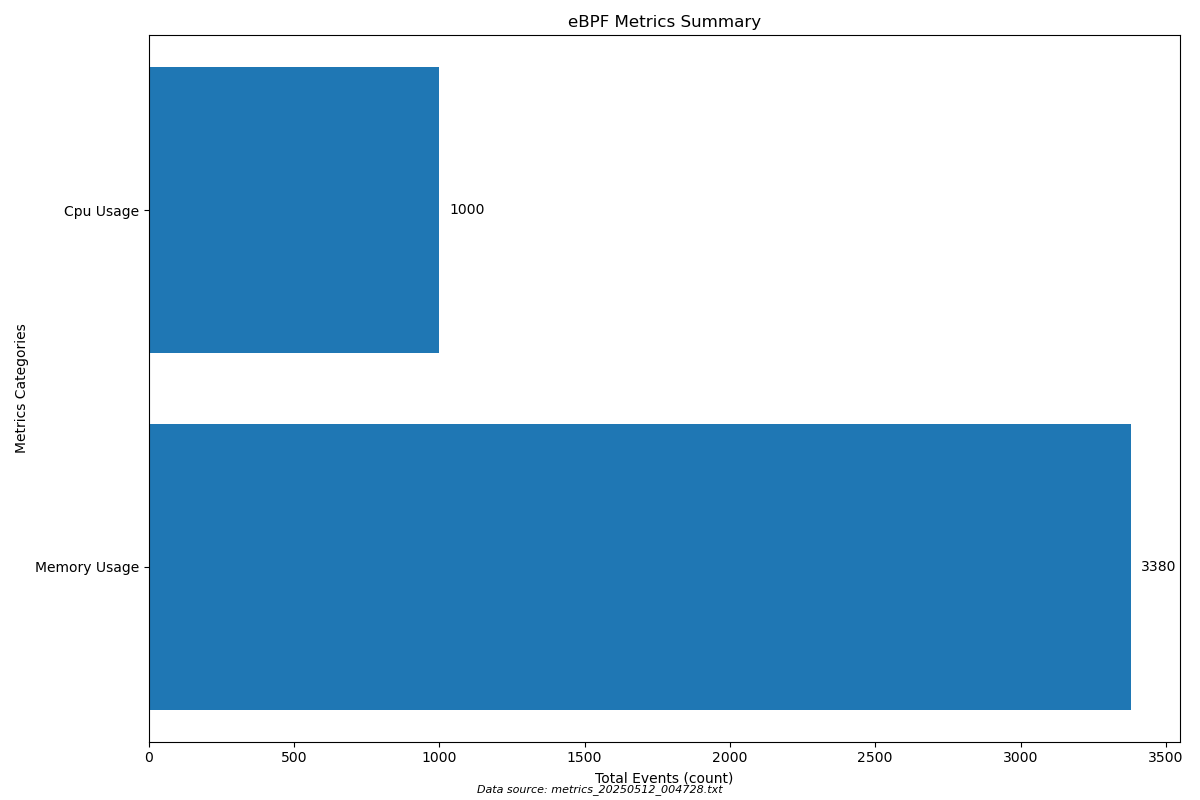 eBPF Metrics Summary
Metrics Categories
Cpu Usage
1000
Memory Usage
3380
0 500 1000 1500 2000 2500 3000 3500
Total Events (count)
Data source: metrics_20250512_004728.txt